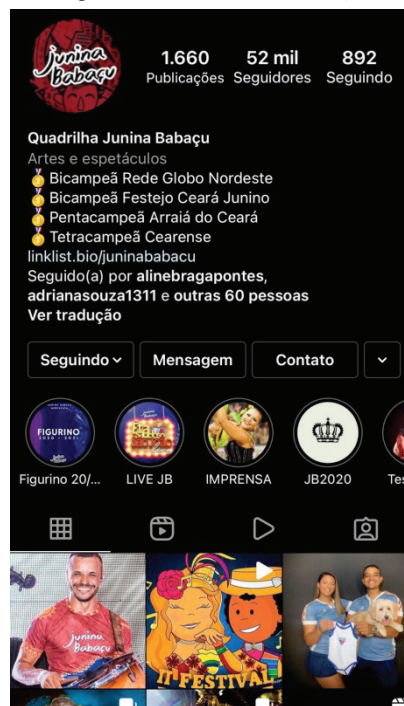 junina
Babaçu
1.660 52 mil 892
Publicações Seguidores Seguindo
Quadrilha Junina Babaçu
Artes e espetáculos
Bicampeã Rede Globo Nordeste
Bicampeã Festejo Ceará Junino
Pentacampeã Arraiá do Ceará
Tetracampeã Cearense
linklist.bio/juninababacu
Seguido(a) por alinebragapontes,
adrianasouza1311 e outras 60 pessoas
Ver tradução
Seguindo Mensagem Contato
FIGURINO
Figurino 20/... LIVE JB IMPRENSA JB2020 Tes
junina
Babaçu
II FESTIVAL